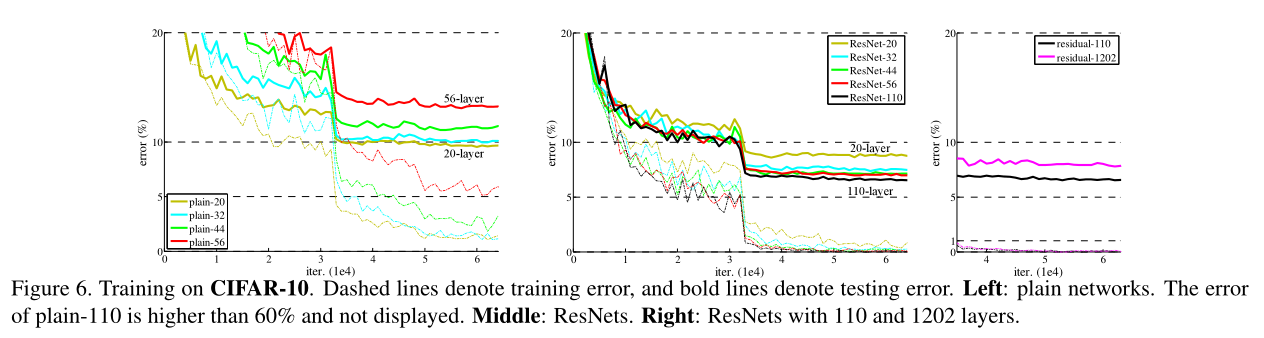 20
10
5
0
error (%)
0 1 2 3 4 5 6
iter. (1e4)
56-layer
20-layer
plain-20
plain-32
plain-44
plain-56
20
10
5
0
error (%)
0 1 2 3 4 5 6
iter. (1e4)
ResNet-20
ResNet-32
ResNet-44
ResNet-56
ResNet-110
20-layer
110-layer
20
10
5
1
0
error (%)
4 5 6
iter. (1e4)
residual-110
residual-1202
Figure 6. Training on CIFAR-10. Dashed lines denote training error, and bold lines denote testing error. Left: plain networks. The error
of plain-110 is higher than 60% and not displayed. Middle: ResNets. Right: ResNets with 110 and 1202 layers.